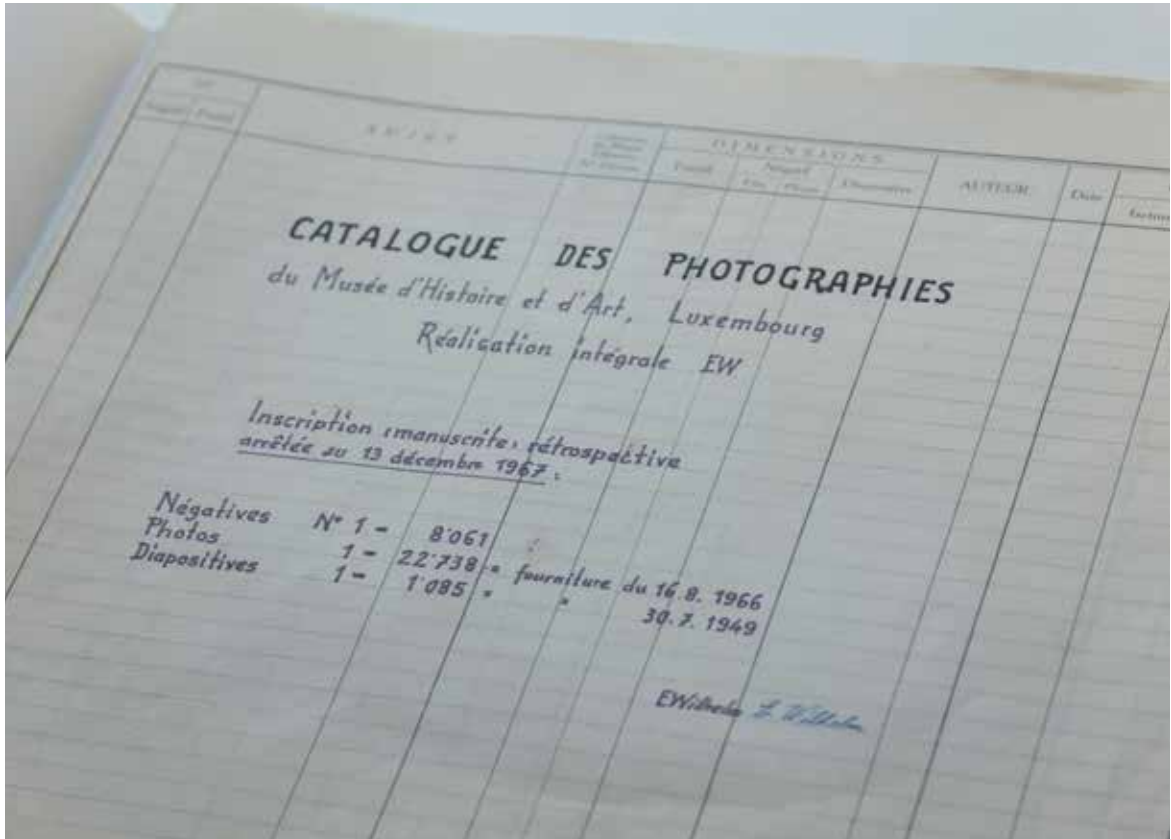 SUJET
DIMENSIONS
AUTEUR
Date
CATALOGUE DES PHOTOGRAPHIES
du Musée d'Histoire et d'Art, Luxembourg
Réalisation intégrale EW
Inscription manuscrite, rétrospective
arrêtée au 13 décembre 1967 :
Négatives N° 1 - 8'061
Photos 1 - 22'738 = fourniture du 16.8.1966
Diapositives 1 - 1'085 " " 30.7.1949
EWilhelm E. Wilhelm